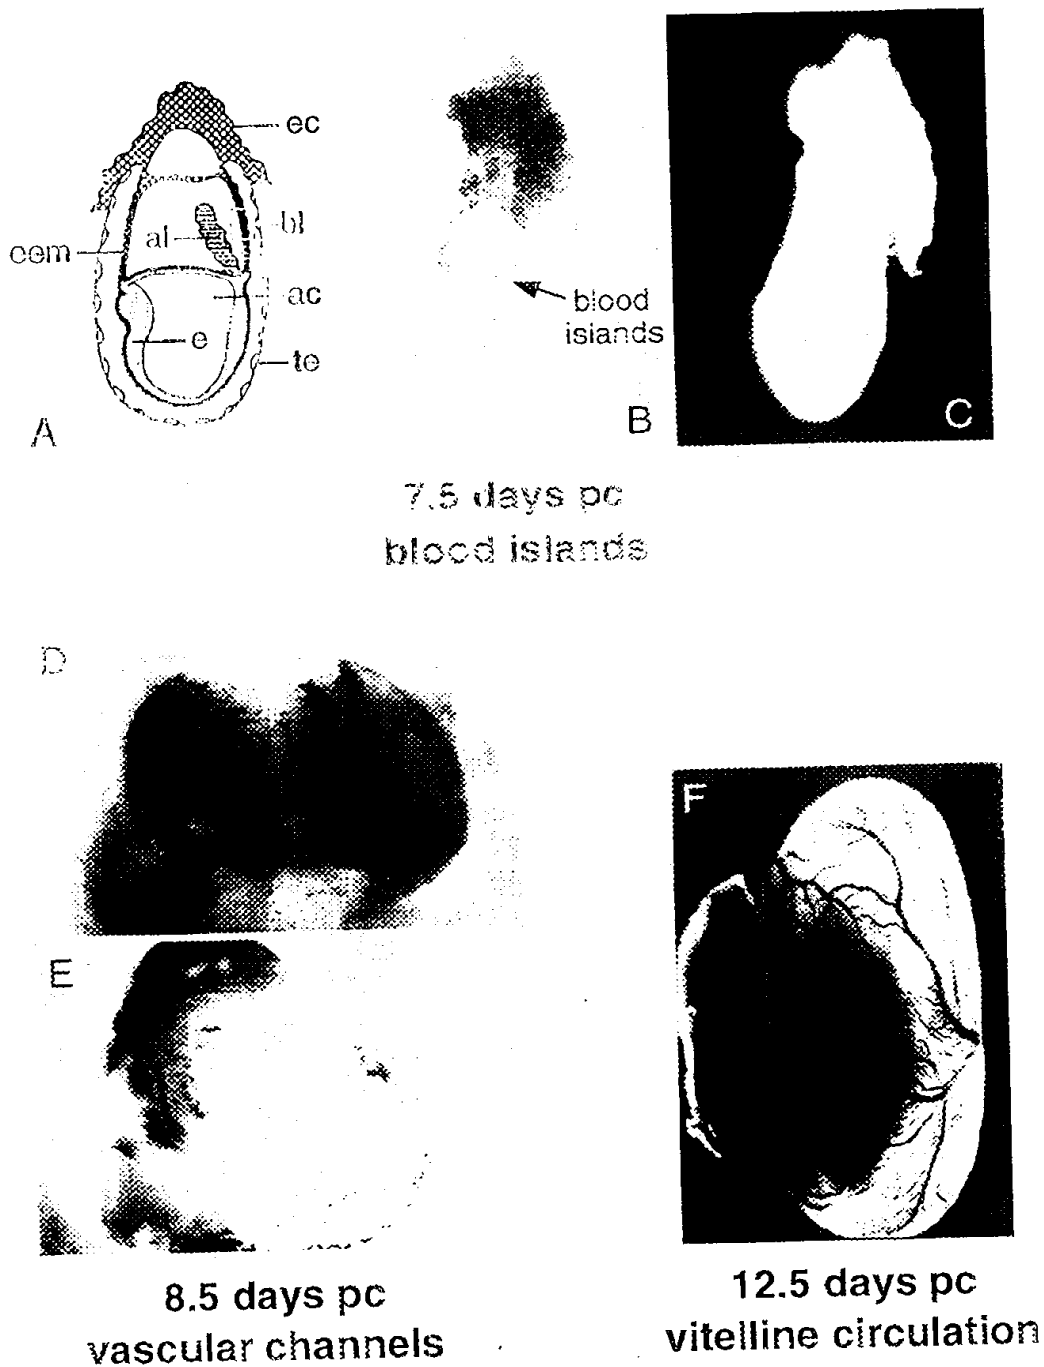 ec
bl
al
eem
ac
e
te
A
blood
islands
B
C
7.5 days pc
blood islands
D
E
F
8.5 days pc
vascular channels
12.5 days pc
vitelline circulation